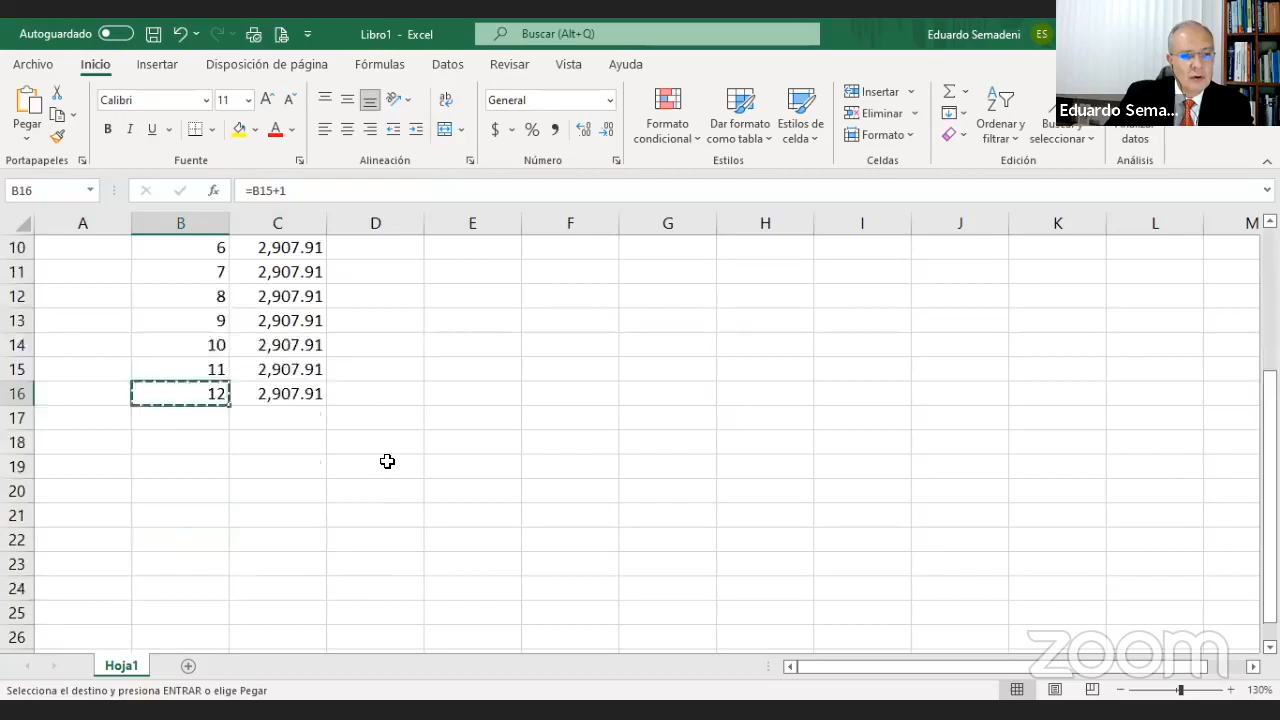 Autoguardado
Libro1 - Excel
Buscar (Alt+Q)
Eduardo Semadeni
ES
Eduardo Sema...
Archivo Inicio Insertar Disposición de página Fórmulas Datos Revisar Vista Ayuda
Pegar
Calibri 11
N K S
General
$ % 
Formato condicional
Dar formato como tabla
Estilos de celda
Insertar
Eliminar
Formato
Ordenar y filtrar
seleccionar
datos
Portapapeles Fuente Alineación Número Estilos Celdas Edición Análisis
B16 fx =B15+1
A B C D E F G H I J K L M
10 6 2,907.91
11 7 2,907.91
12 8 2,907.91
13 9 2,907.91
14 10 2,907.91
15 11 2,907.91
16 12 2,907.91
17
18
19
20
21
22
23
24
25
26
zoom
Hoja1
Selecciona el destino y presiona ENTRAR o elige Pegar
130%